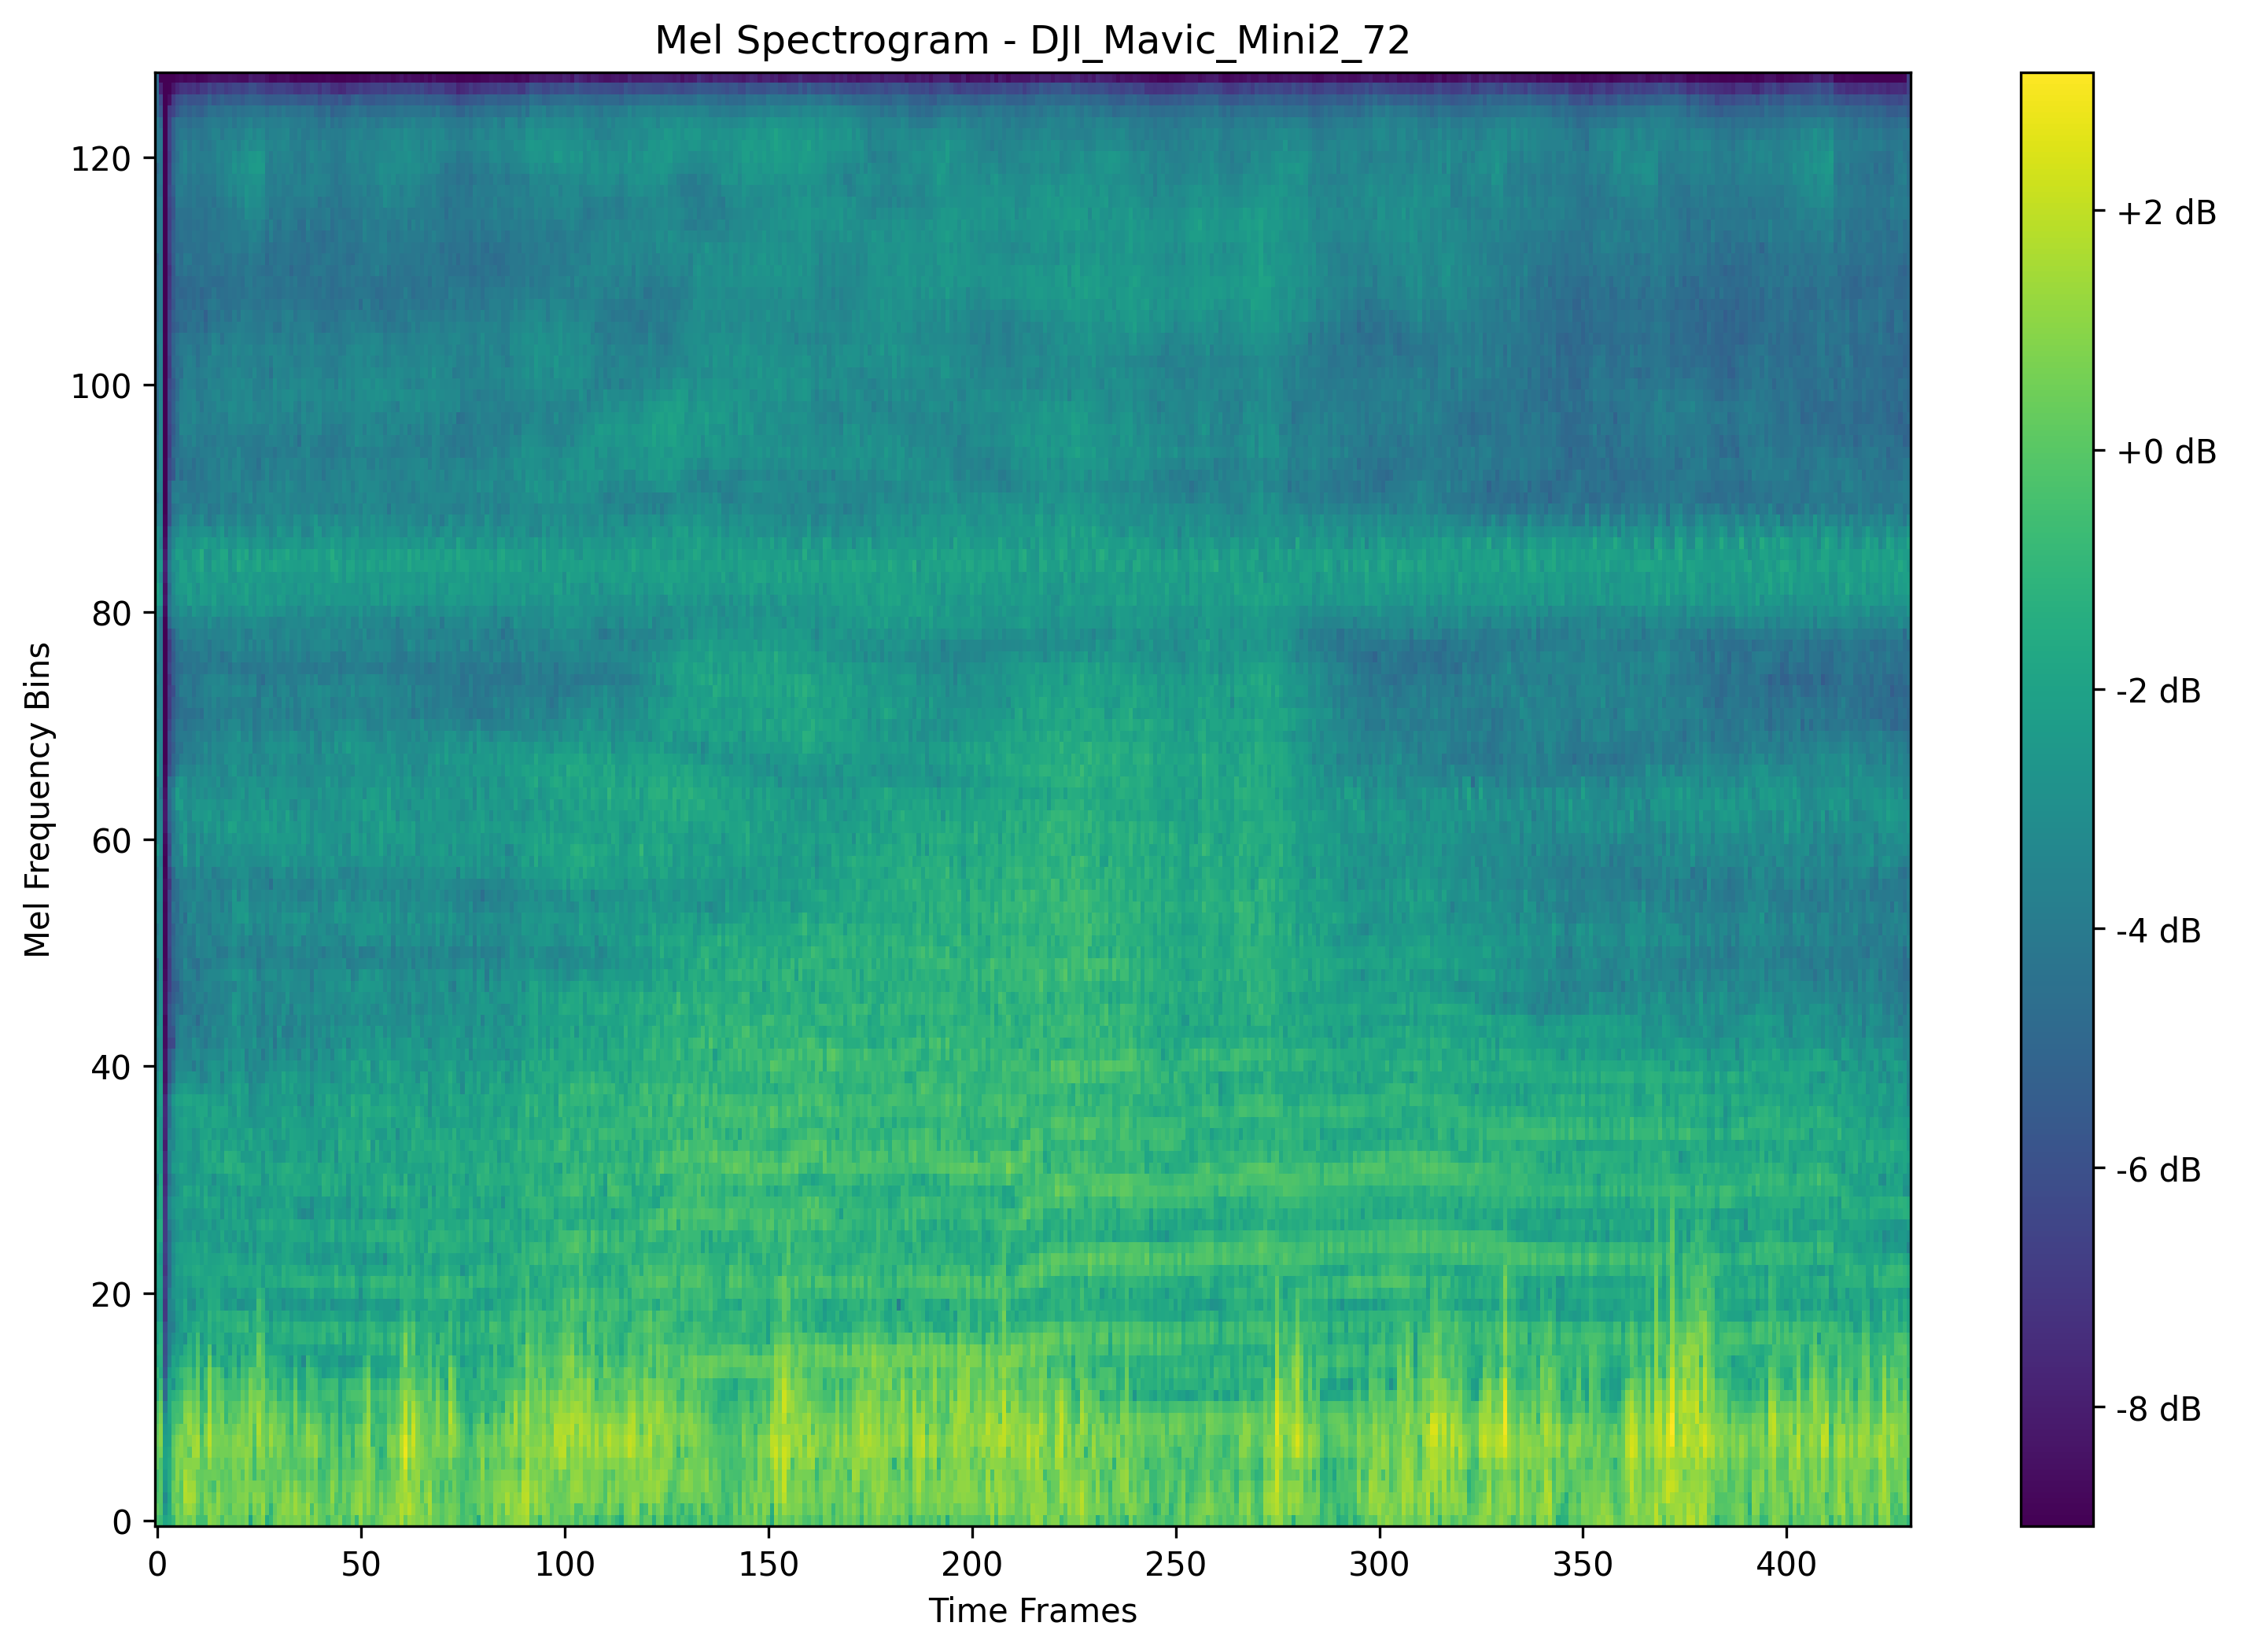 Mel Spectrogram - DJI_Mavic_Mini2_72
Mel Frequency Bins
120
100
80
60
40
20
0
0 50 100 150 200 250 300 350 400
Time Frames
+2 dB
+0 dB
-2 dB
-4 dB
-6 dB
-8 dB